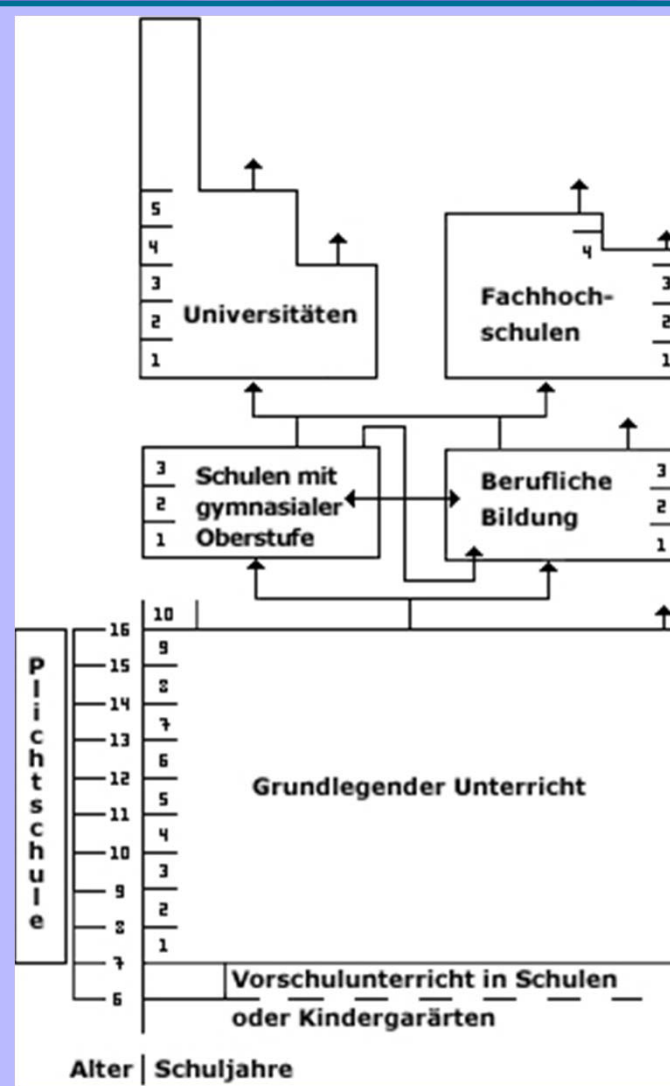 5
4
3
2
1
Universitäten
4
3
2
1
Fachhoch-
schulen
3
2
1
Schulen mit
gymnasialer
Oberstufe
Berufliche
Bildung
3
2
1
10
16
9
15
8
14
7
13
6
12
5
11
4
10
3
9
2
8
1
7
6
Plichtschule
Grundlegender Unterricht
Vorschulunterricht in Schulen
oder Kindergarärten
Alter Schuljahre